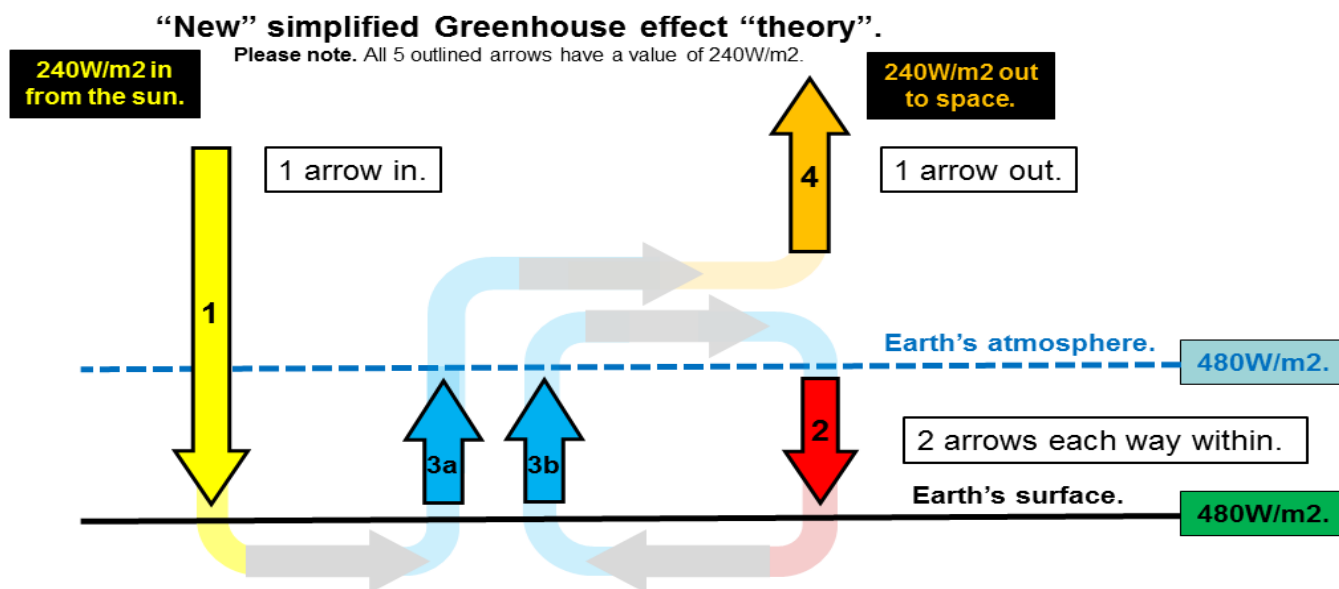 “New” simplified Greenhouse effect “theory”.
Please note. All 5 outlined arrows have a value of 240W/m2.
240W/m2 in
from the sun.
240W/m2 out
to space.
1 arrow in.
4
1 arrow out.
1
Earth’s atmosphere.
480W/m2.
3a
3b
2
2 arrows each way within.
Earth’s surface.
480W/m2.